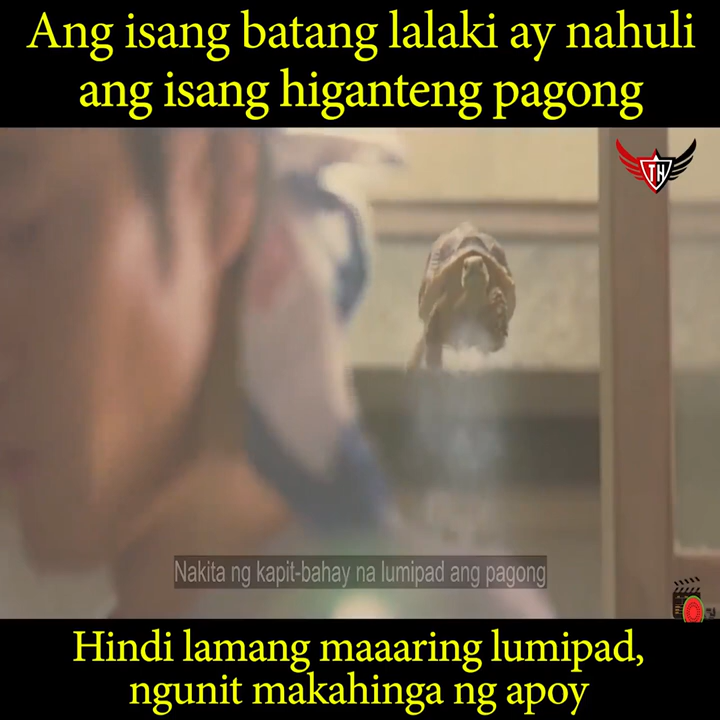 Ang isang batang lalaki ay nahuli
ang isang higanteng pagong
TH
Nakita ng kapit-bahay na lumipad ang pagong
Hindi lamang maaaring lumipad,
ngunit makahinga ng apoy